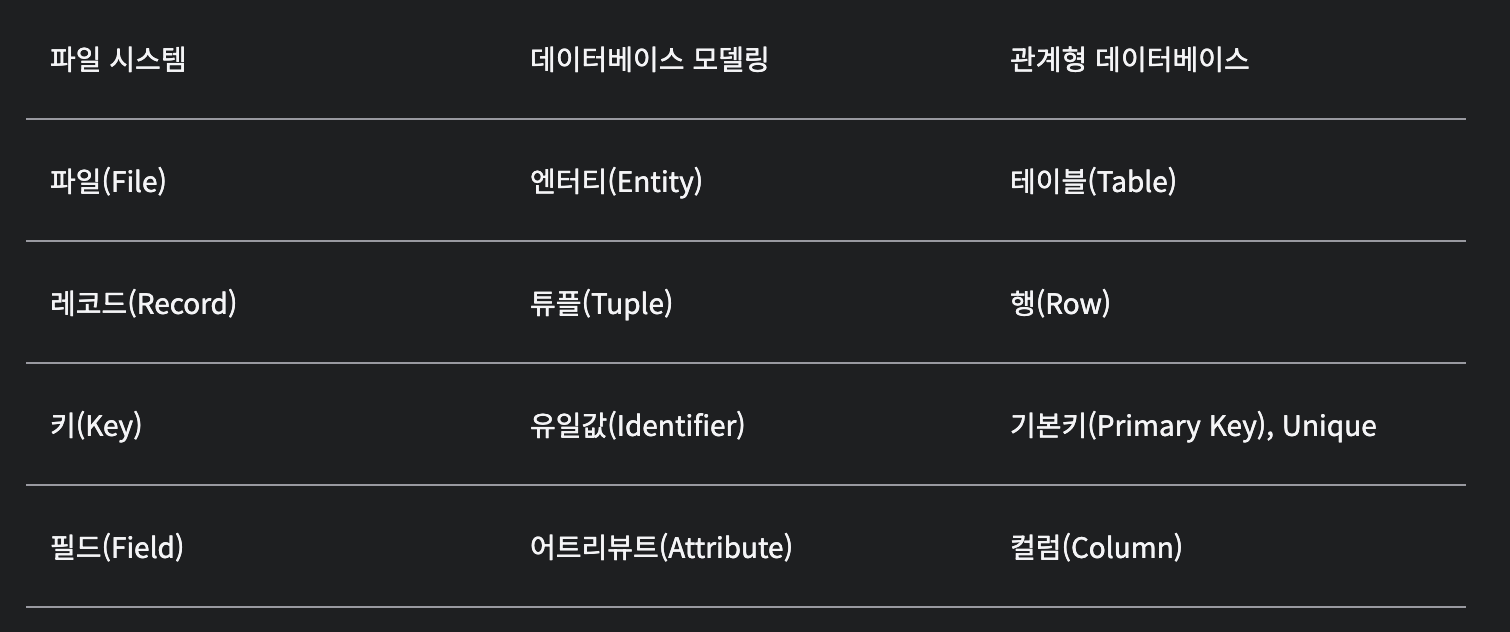 파일 시스템 데이터베이스 모델링 관계형 데이터베이스
파일(File) 엔터티(Entity) 테이블(Table)
레코드(Record) 튜플(Tuple) 행(Row)
키(Key) 유일값(Identifier) 기본키(Primary Key), Unique
필드(Field) 어트리뷰트(Attribute) 컬럼(Column)